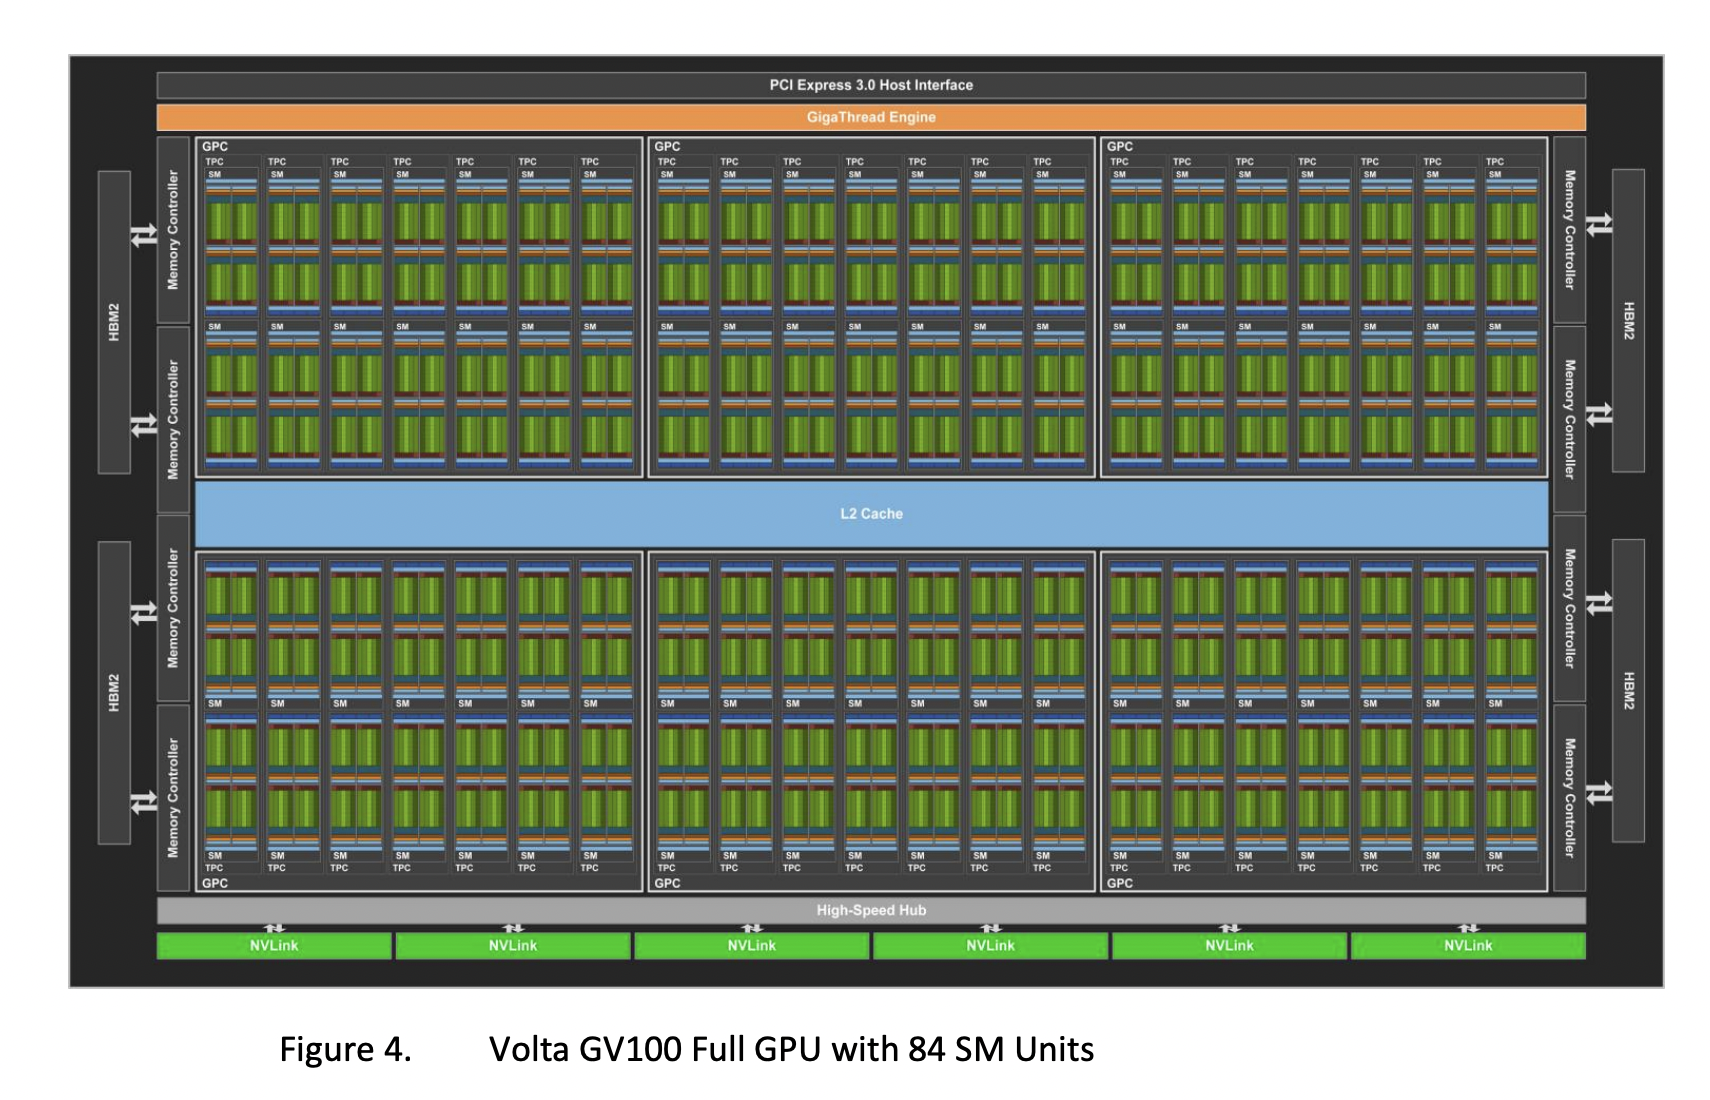 PCI Express 3.0 Host Interface
GigaThread Engine
GPC GPC GPC
TPC TPC TPC TPC TPC TPC TPC TPC TPC TPC TPC TPC TPC TPC TPC TPC TPC TPC TPC TPC TPC
SM SM SM SM SM SM SM SM SM SM SM SM SM SM SM SM SM SM SM SM SM
Memory Controller
Memory Controller
HBM2
HBM2
SM SM SM SM SM SM SM SM SM SM SM SM SM SM SM SM SM SM SM SM SM
Memory Controller
Memory Controller
L2 Cache
Memory Controller
Memory Controller
HBM2
HBM2
SM SM SM SM SM SM SM SM SM SM SM SM SM SM SM SM SM SM SM SM SM
Memory Controller
Memory Controller
SM SM SM SM SM SM SM SM SM SM SM SM SM SM SM SM SM SM SM SM SM
TPC TPC TPC TPC TPC TPC TPC TPC TPC TPC TPC TPC TPC TPC TPC TPC TPC TPC TPC TPC TPC
GPC GPC GPC
High-Speed Hub
NVLink NVLink NVLink NVLink NVLink NVLink
Figure 4. Volta GV100 Full GPU with 84 SM Units